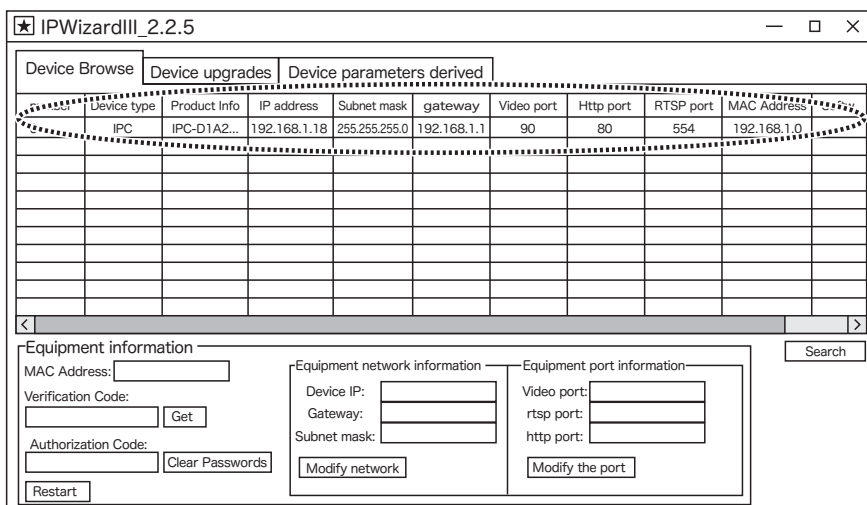 IPWizardIII_2.2.5
Device Browse Device upgrades Device parameters derived
Device type Product Info IP address Subnet mask gateway Video port Http port RTSP port MAC Address
IPC IPC-D1A2... 192.168.1.18 255.255.255.0 192.168.1.1 90 80 554 192.168.1.0
Equipment information
Search
MAC Address:
Equipment network information
Equipment port information
Verification Code:
Get
Device IP:
Gateway:
Subnet mask:
Video port:
rtsp port:
http port:
Authorization Code:
Clear Passwords
Modify network
Modify the port
Restart